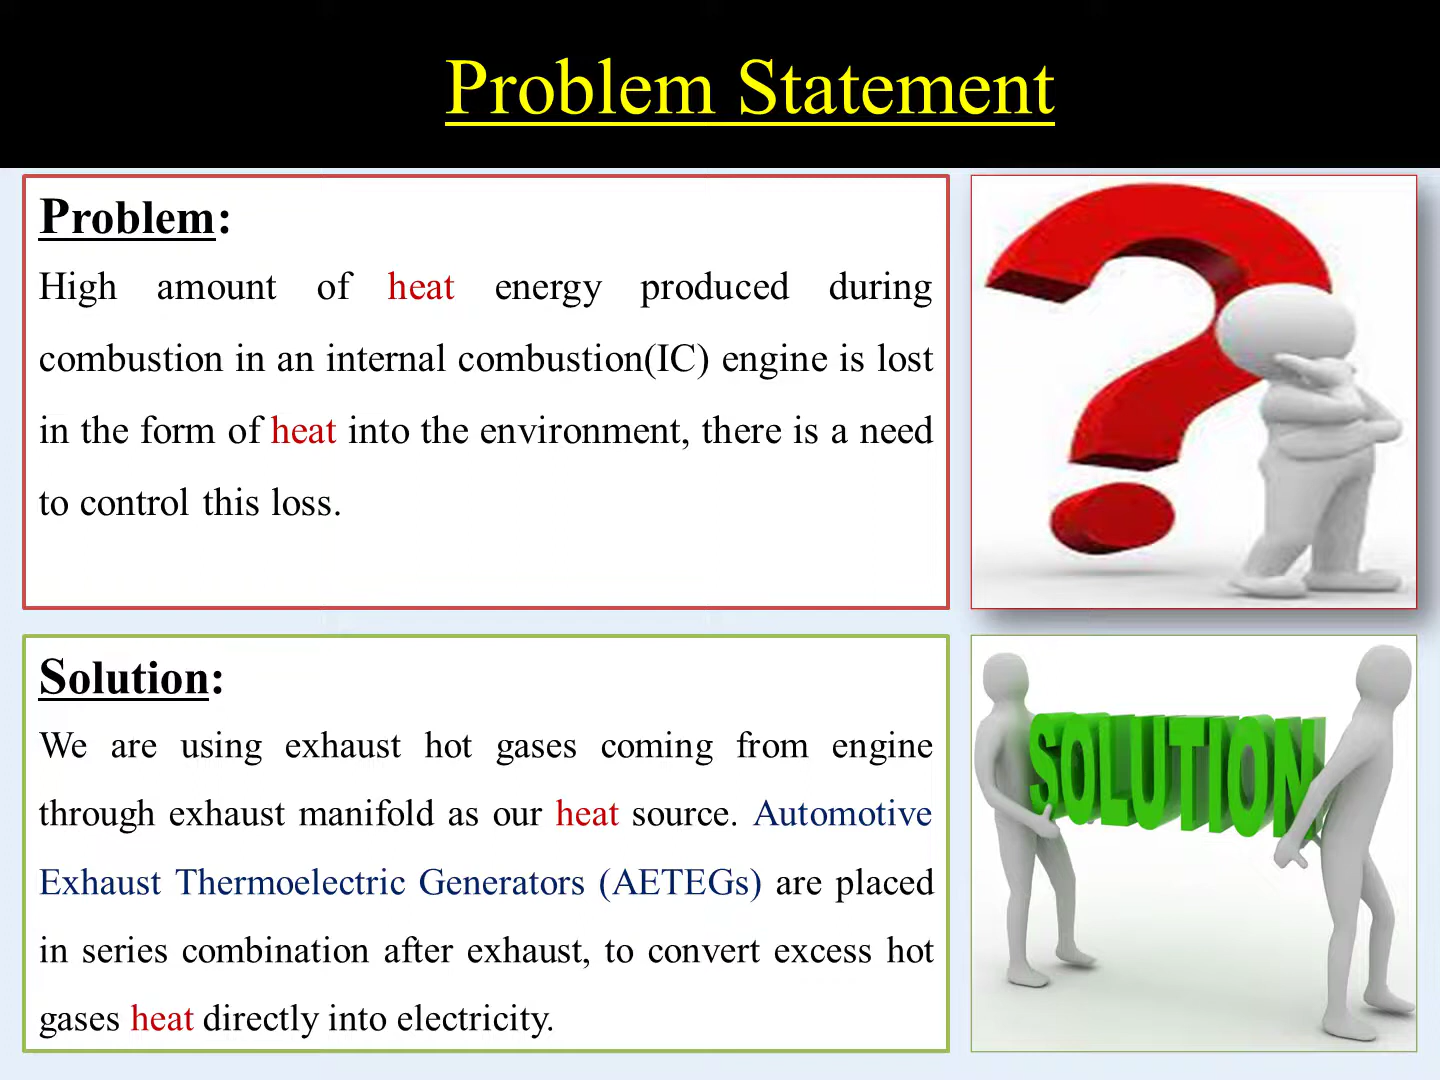 Problem Statement
Problem:
High amount of heat energy produced during
combustion in an internal combustion(IC) engine is lost
in the form of heat into the environment, there is a need
to control this loss.
Solution:
We are using exhaust hot gases coming from engine
through exhaust manifold as our heat source. Automotive
Exhaust Thermoelectric Generators (AETEGs) are placed
in series combination after exhaust, to convert excess hot
gases heat directly into electricity.
SOLUTION